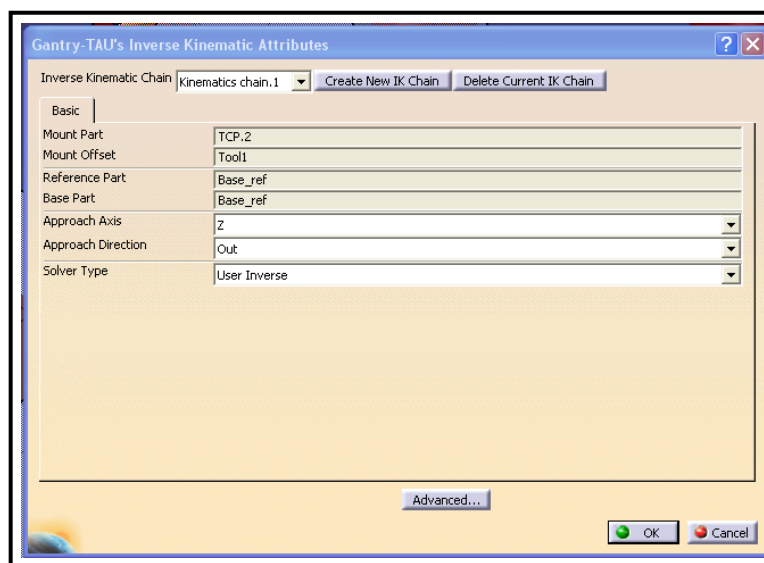 Gantry-TAU's Inverse Kinematic Attributes
Inverse Kinematic Chain Kinematics chain.1 Create New IK Chain Delete Current IK Chain
Basic
Mount Part TCP.2
Mount Offset Tool1
Reference Part Base_ref
Base Part Base_ref
Approach Axis Z
Approach Direction Out
Solver Type User Inverse
Advanced...
OK Cancel